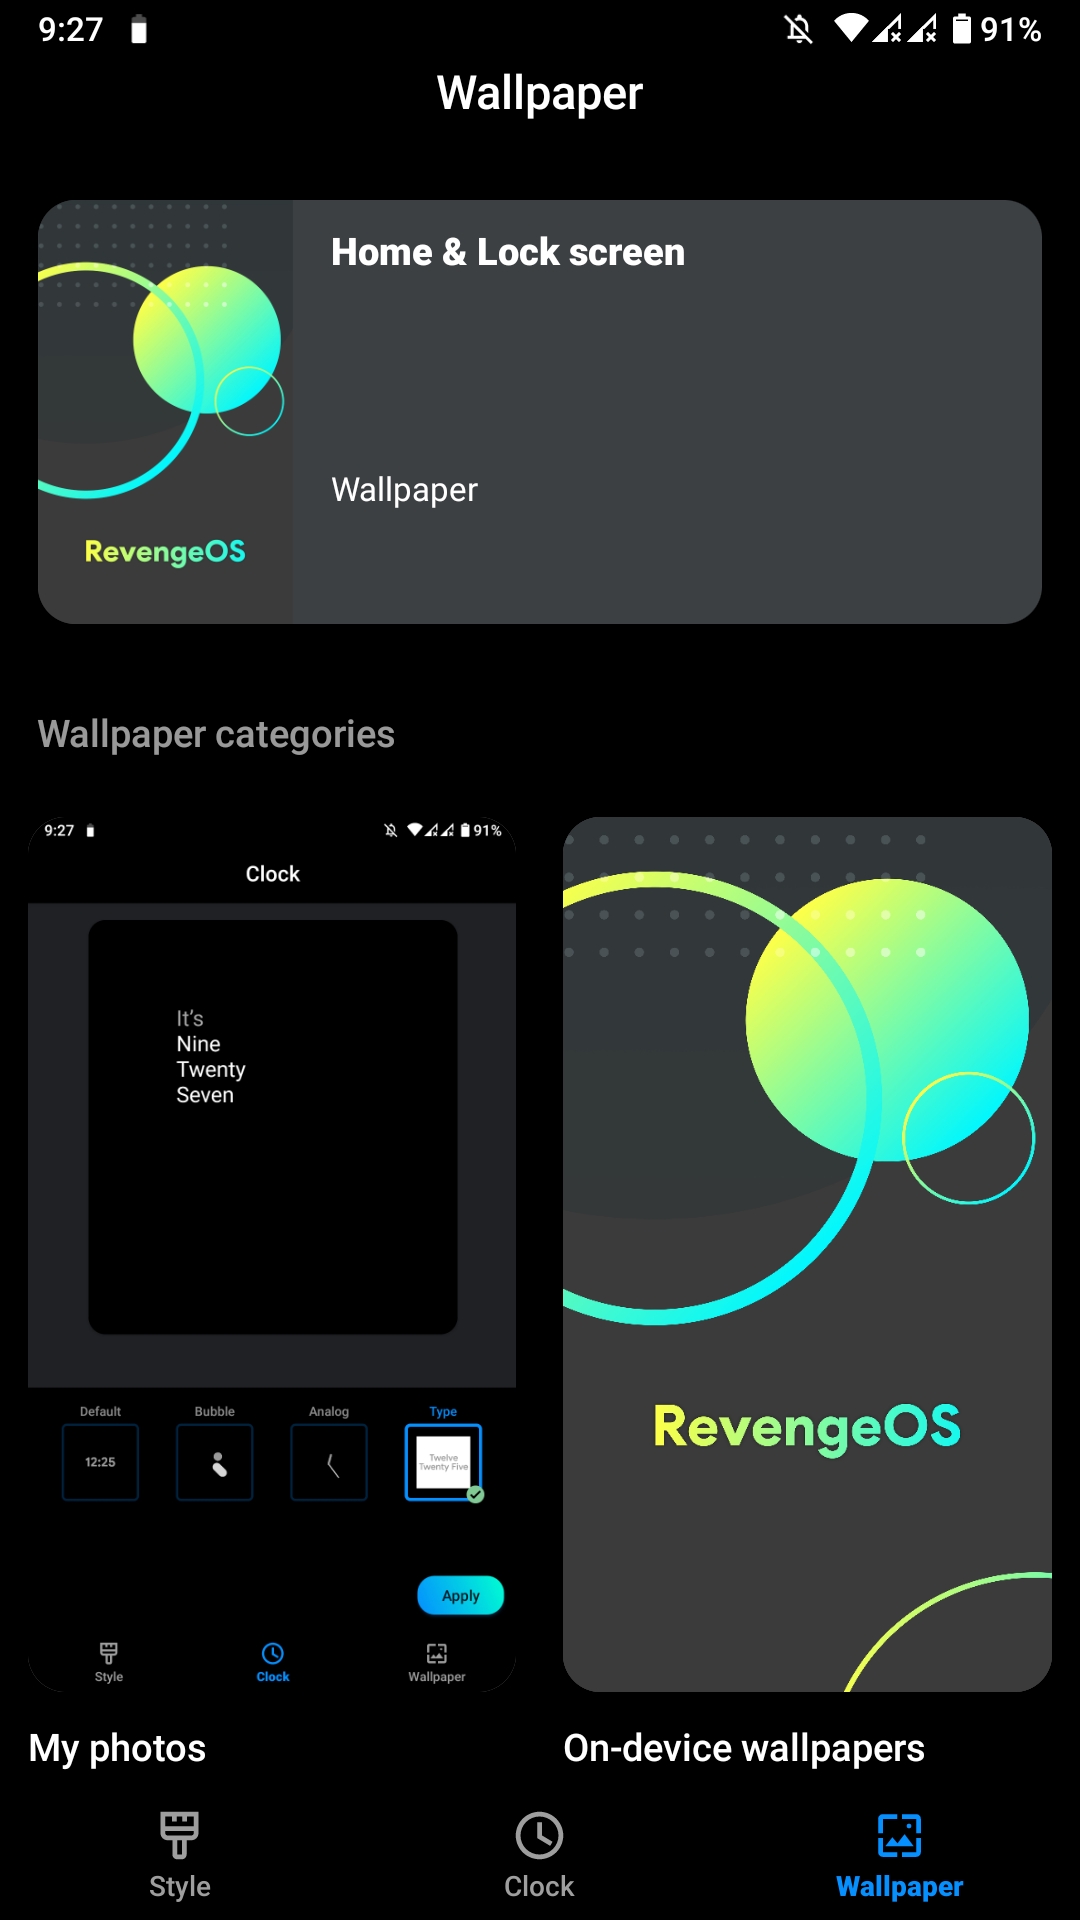 9:27
91%
Wallpaper
Home & Lock screen
Wallpaper
RevengeOS
Wallpaper categories
9:27
91%
Clock
It's
Nine
Twenty
Seven
Default
Bubble
Analog
Type
12:25
Twelve
Twenty Five
Apply
Style
Clock
Wallpaper
RevengeOS
My photos
On-device wallpapers
Style
Clock
Wallpaper